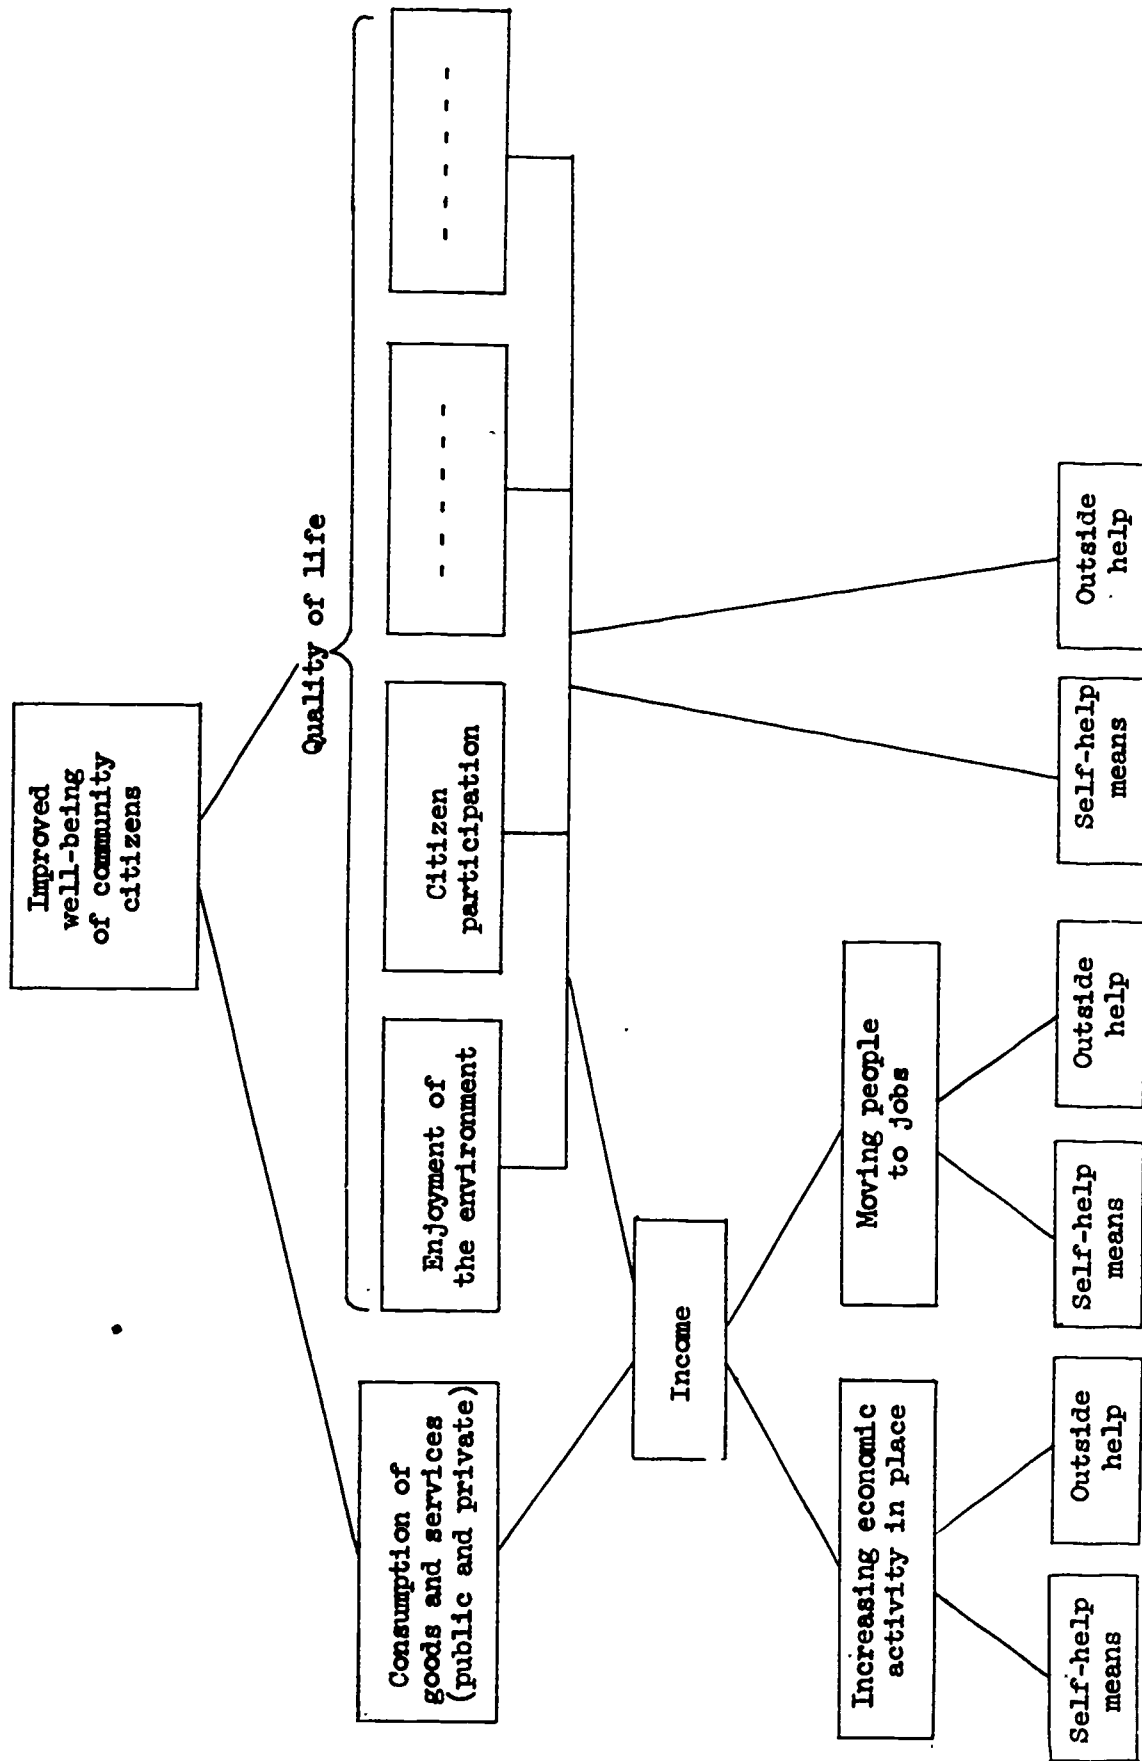 Improved
well-being
of community
citizens
Quality of life
Consumption of
goods and services
(public and private)
Enjoyment of
the environment
Citizen
participation
- - - - - -
- - - - - -
Income
Increasing economic
activity in place
Moving people
to jobs
Self-help
means
Outside
help
Self-help
means
Outside
help
Self-help
means
Outside
help